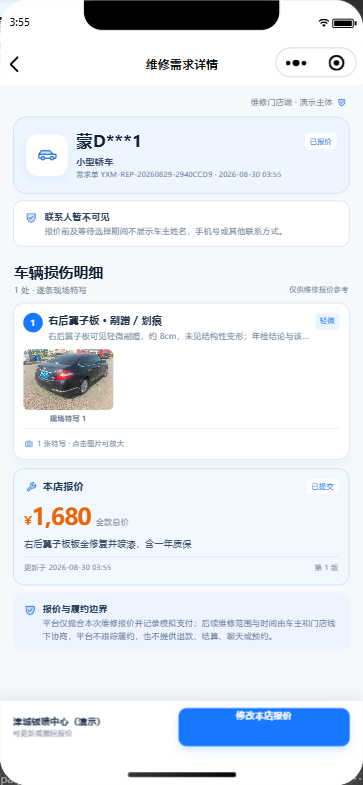 3:55
维修需求详情
维修门店端 · 演示主体
蒙D***1
已报价
小型轿车
需求单 YXM-REP-20260829-2940CCD9 · 2026-08-30 03:55
联系人暂不可见
报价前及等待选择期间不展示车主姓名、手机号或其他联系方式。
车辆损伤明细
1 处 · 逐条现场特写
仅供维修报价参考
1
右后翼子板 · 剐蹭 / 划痕
轻微
右后翼子板可见轻微剐蹭，约 8cm，未见结构性变形；年检结论与该...
现场特写 1
1 张特写 · 点击图片可放大
本店报价
已提交
¥1,680 含款总价
右后翼子板钣金修复并喷漆，含一年质保
更新于 2026-08-30 03:55
第 1 版
报价与履约边界
平台仅提合本次维修报价并记录模拟支付；后续维修范围与时间由车主和门店线
下协商，平台不跟踪履约，也不提供退款、结算、聊天或预约。
津城钣喷中心（演示）
可更新或撤回报价
修改本店报价